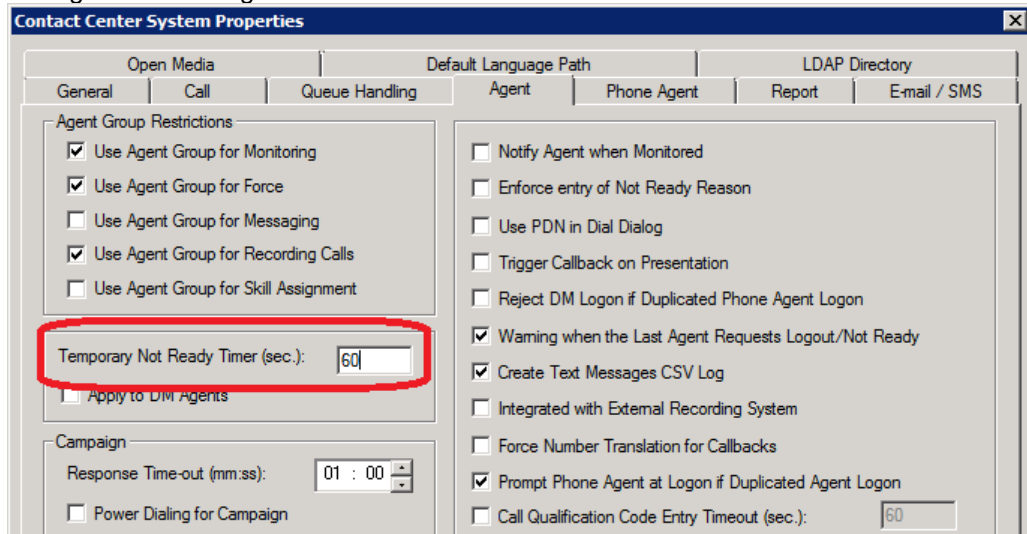 Contact Center System Properties
Open Media
Default Language Path
LDAP Directory
General
Call
Queue Handling
Agent
Phone Agent
Report
E-mail / SMS
Agent Group Restrictions
Use Agent Group for Monitoring
Use Agent Group for Force
Use Agent Group for Messaging
Use Agent Group for Recording Calls
Use Agent Group for Skill Assignment
Temporary Not Ready Timer (sec.): 60
Apply to DM Agents
Campaign
Response Time-out (mm:ss): 01 : 00
Power Dialing for Campaign
Notify Agent when Monitored
Enforce entry of Not Ready Reason
Use PDN in Dial Dialog
Trigger Callback on Presentation
Reject DM Logon if Duplicated Phone Agent Logon
Warning when the Last Agent Requests Logout/Not Ready
Create Text Messages CSV Log
Integrated with External Recording System
Force Number Translation for Callbacks
Prompt Phone Agent at Logon if Duplicated Agent Logon
Call Qualification Code Entry Timeout (sec.): 60